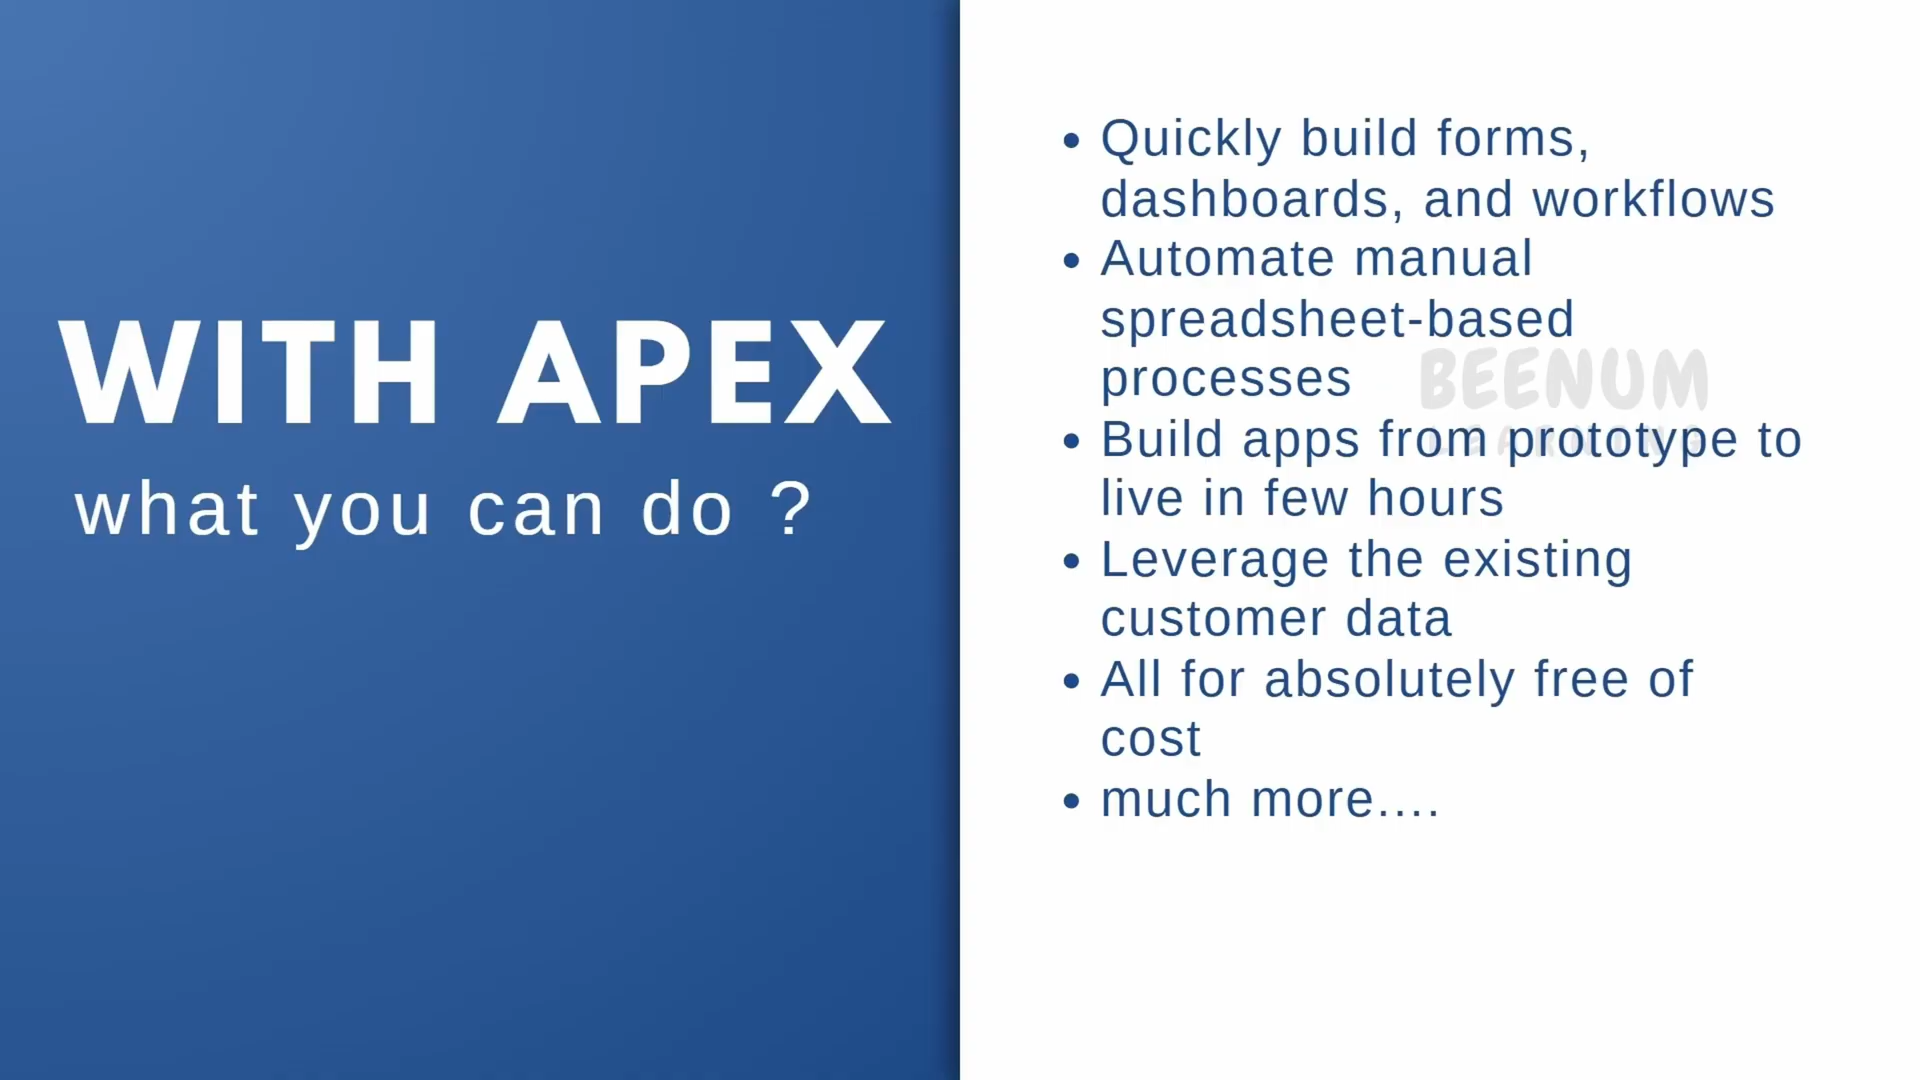 WITH APEX
what you can do ?
• Quickly build forms,
dashboards, and workflows
• Automate manual
spreadsheet-based
processes
• Build apps from prototype to
live in few hours
• Leverage the existing
customer data
• All for absolutely free of
cost
• much more....
BEENUM
LEARNING